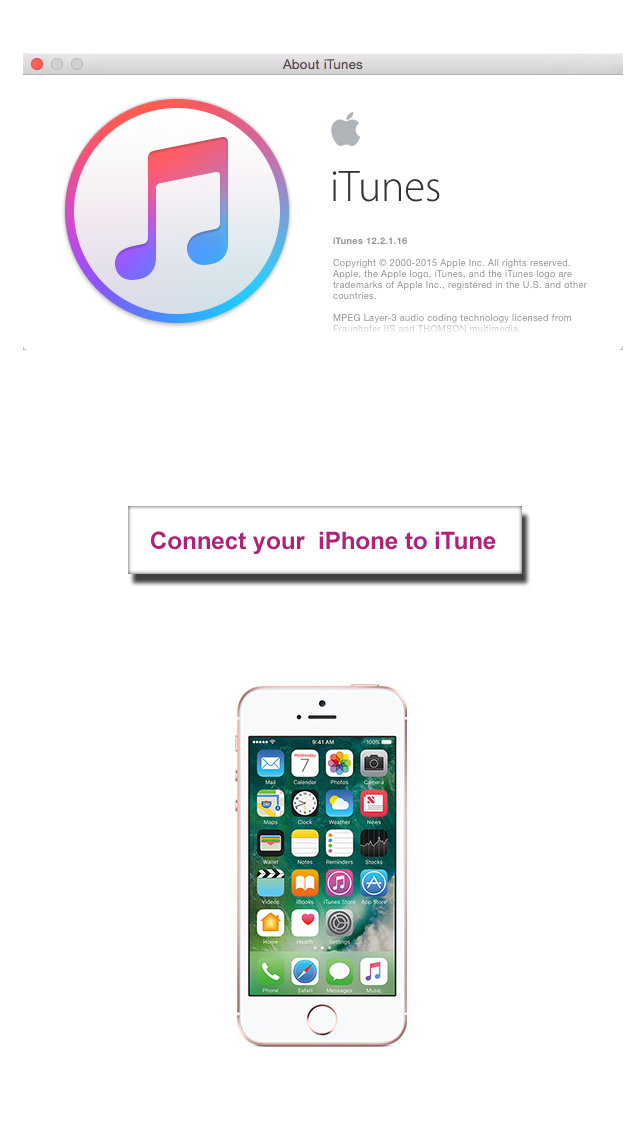 About iTunes
iTunes
iTunes 12.2.1.16
Copyright © 2000-2015 Apple Inc. All rights reserved.
Apple, the Apple logo, iTunes, and the iTunes logo are
trademarks of Apple Inc., registered in the U.S. and other
countries.
MPEG Layer-3 audio coding technology licensed from
Fraunhofer IIS and THOMSON multimedia.
Connect your  iPhone to iTune
9:41 AM 100%
Wednesday
7
Mail Calendar Photos Camera
Maps Clock Weather News
Wallet Notes Reminders Stocks
Videos iBooks iTunes Store App Store
Home Health Settings
Phone Safari Messages Music